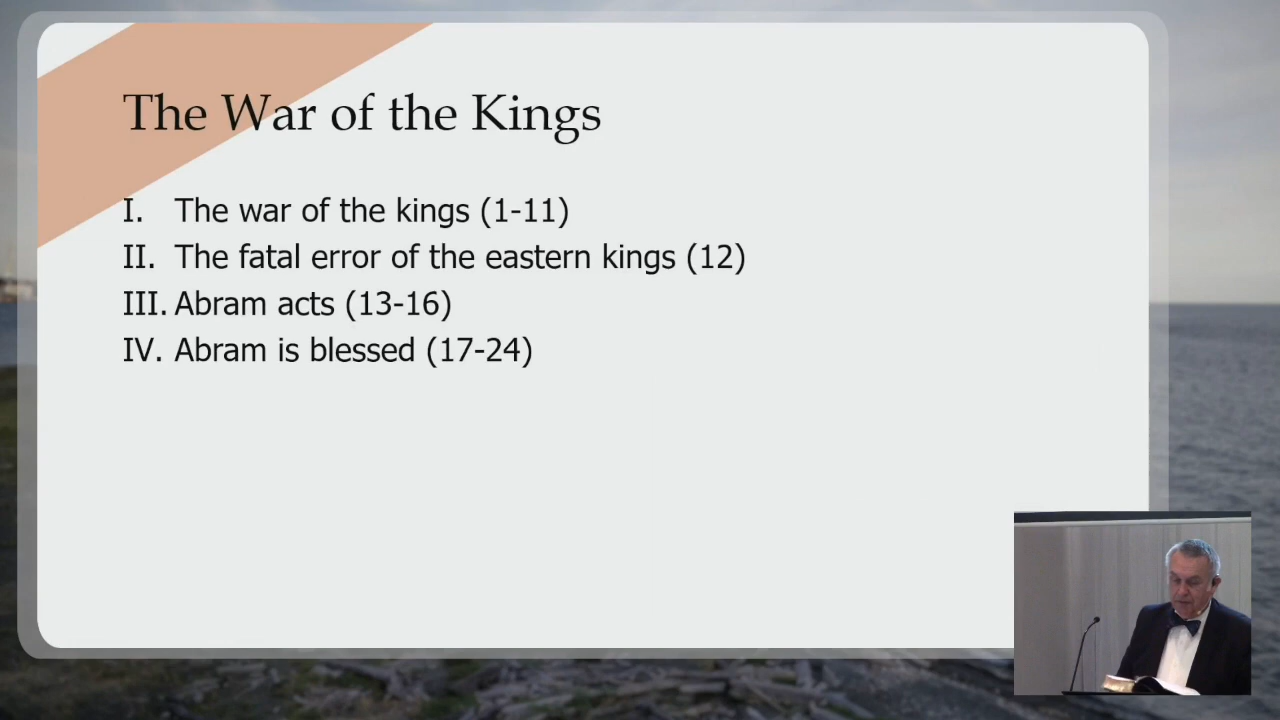 The War of the Kings
I. The war of the kings (1-11)
II. The fatal error of the eastern kings (12)
III. Abram acts (13-16)
IV. Abram is blessed (17-24)